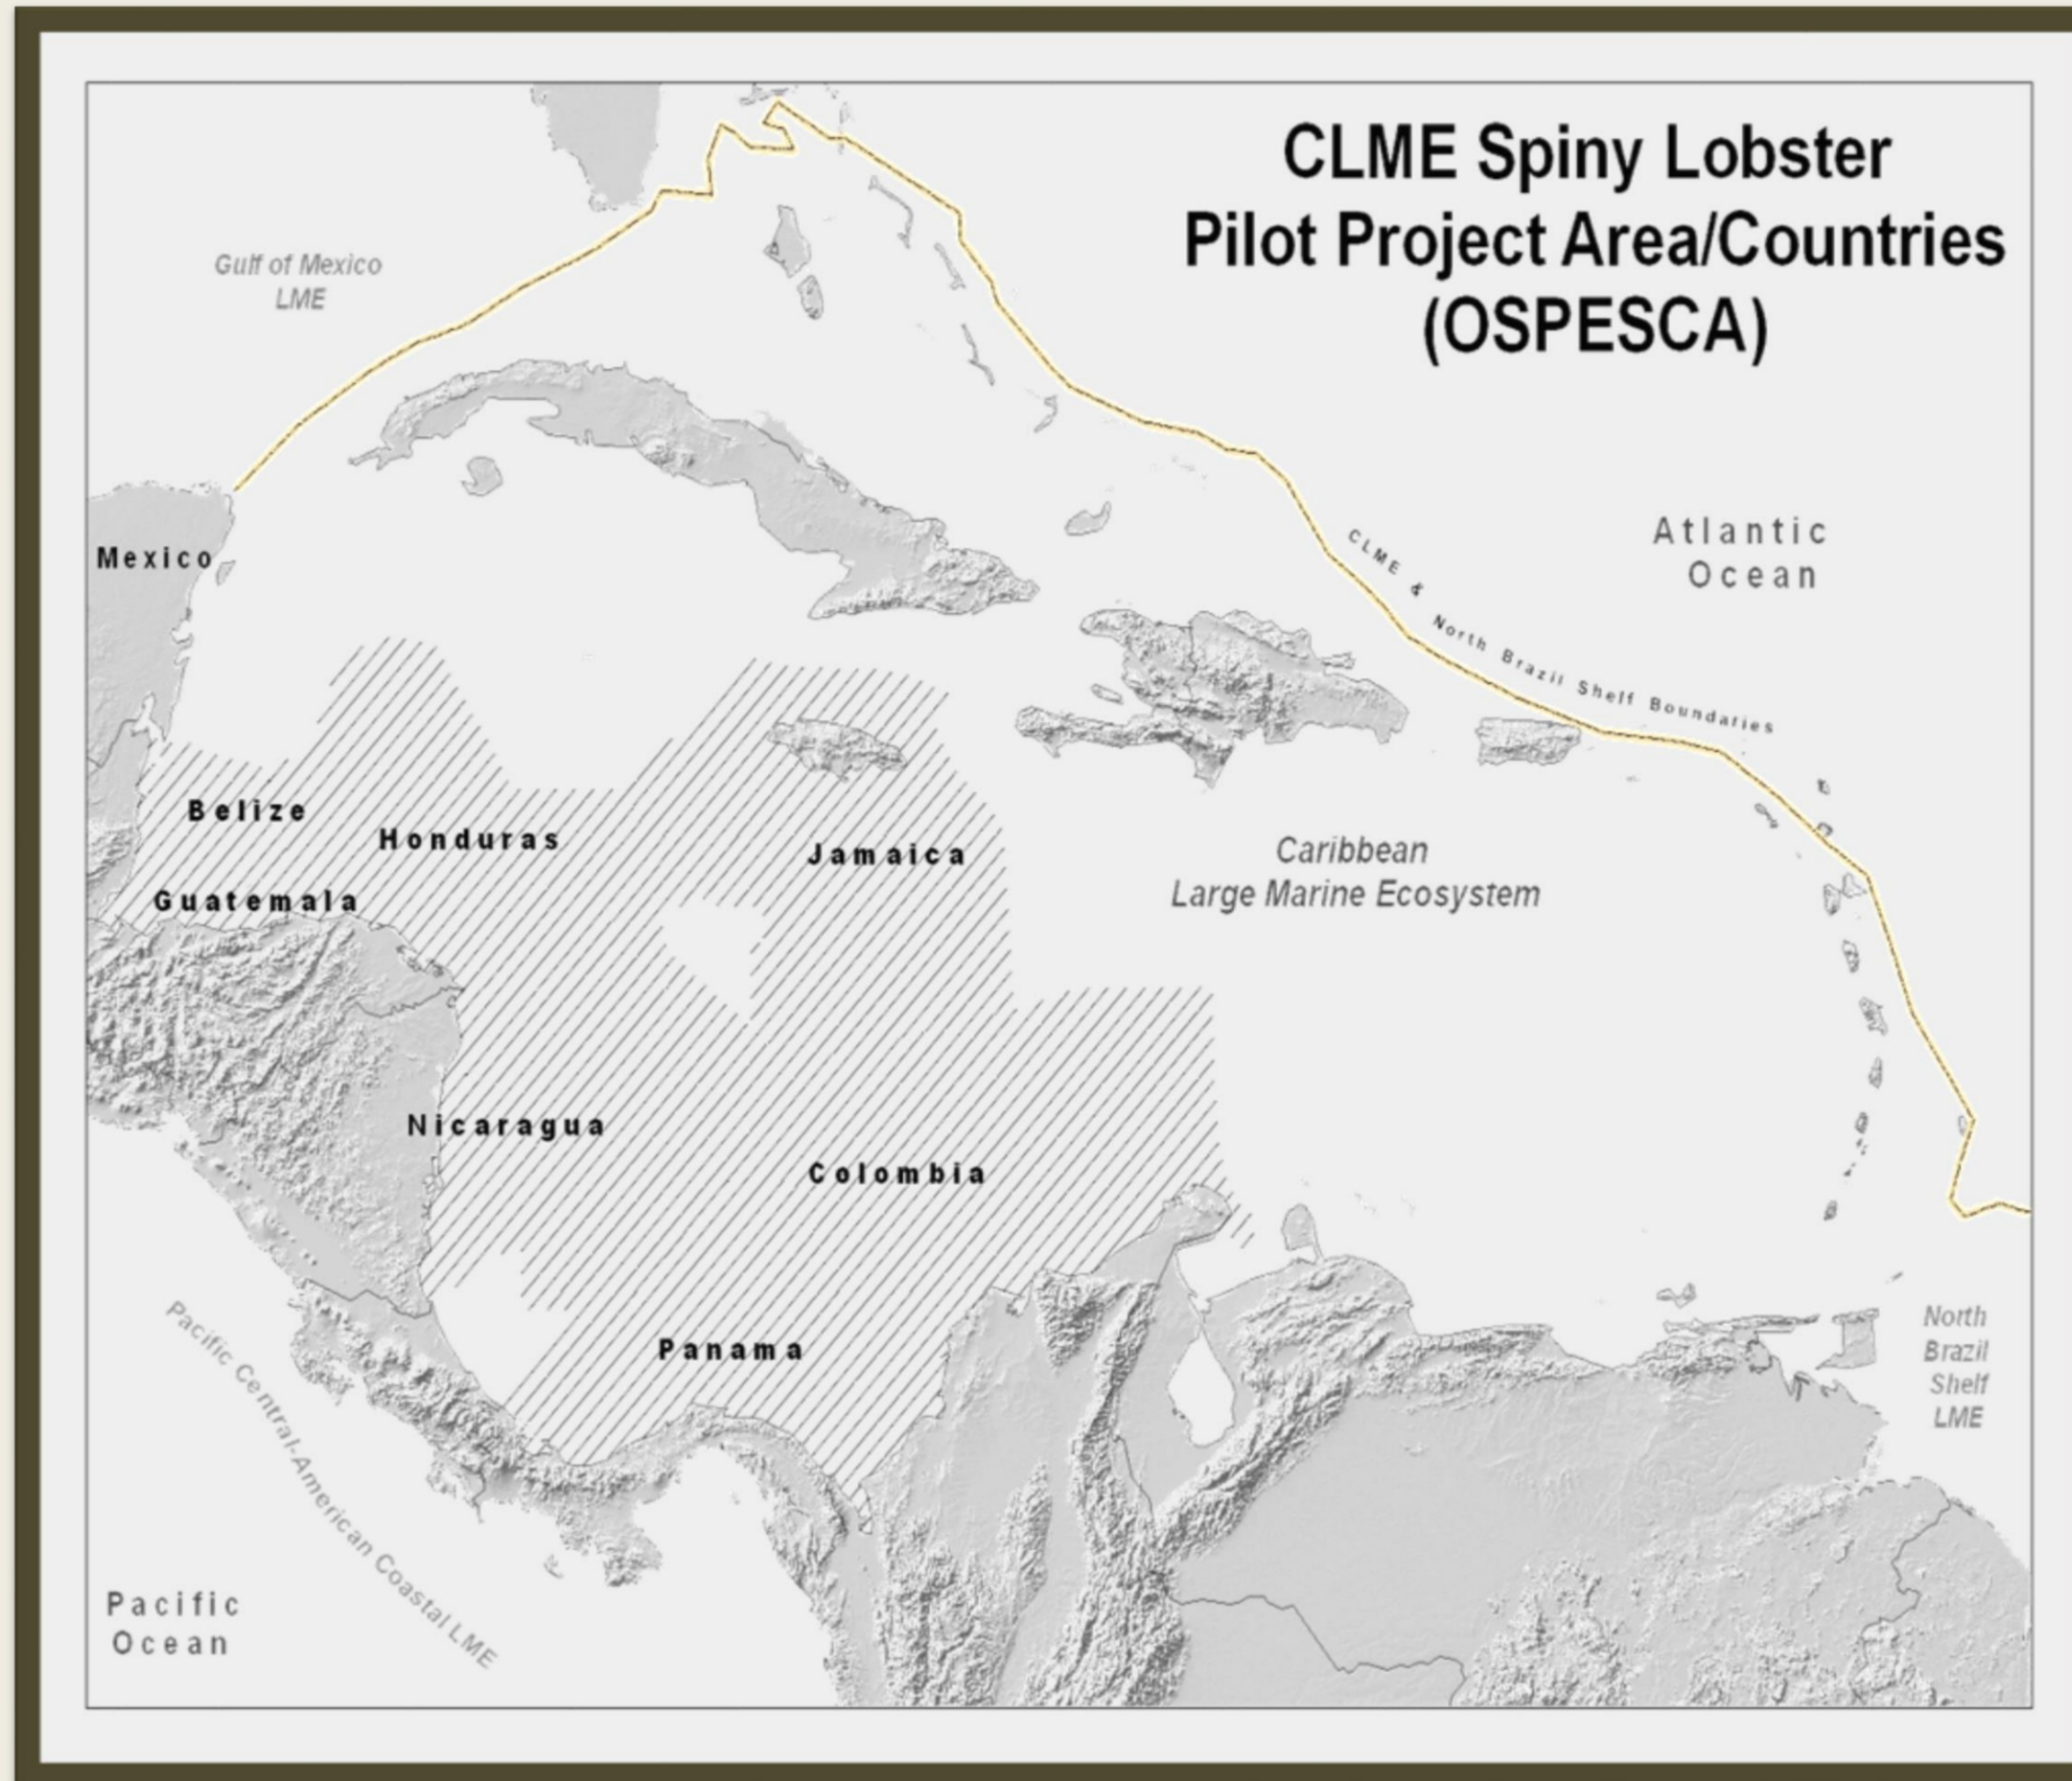 CLME Spiny Lobster
Pilot Project Area/Countries
(OSPESCA)
Gulf of Mexico
LME
Atlantic
Ocean
Mexico
CLME & North Brazil Shelf Boundaries
Belize
Honduras
Jamaica
Caribbean
Large Marine Ecosystem
Guatemala
Nicaragua
Colombia
Panama
North
Brazil
Shelf
LME
Pacific Central-American Coastal LME
Pacific
Ocean